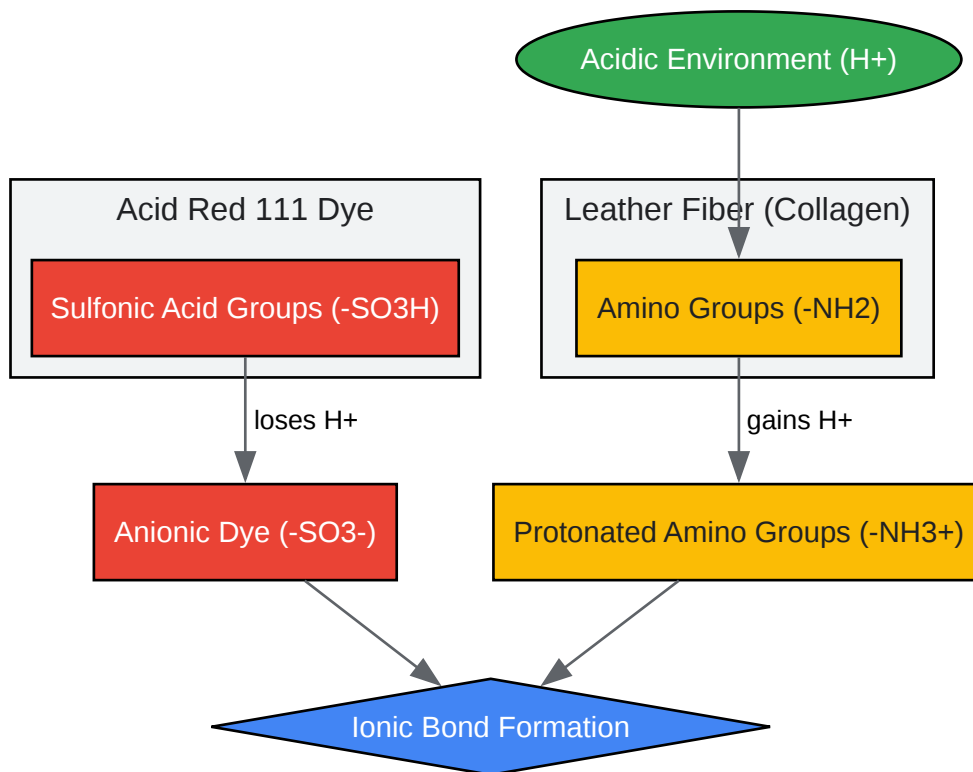 Acidic Environment (H+)
Acid Red 111 Dye
Leather Fiber (Collagen)
Sulfonic Acid Groups (-SO3H)
Amino Groups (-NH2)
loses H+
gains H+
Anionic Dye (-SO3-)
Protonated Amino Groups (-NH3+)
Ionic Bond Formation